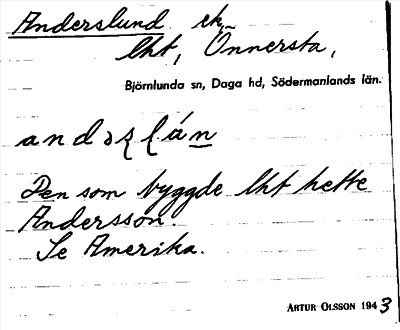 Anderslund ek
lht, Önnersta,
Björnlunda sn, Daga hd, Södermanlands län.
Den som byggde lht hette
Andersson.
Se Amerika.
ARTUR OLSSON 1943